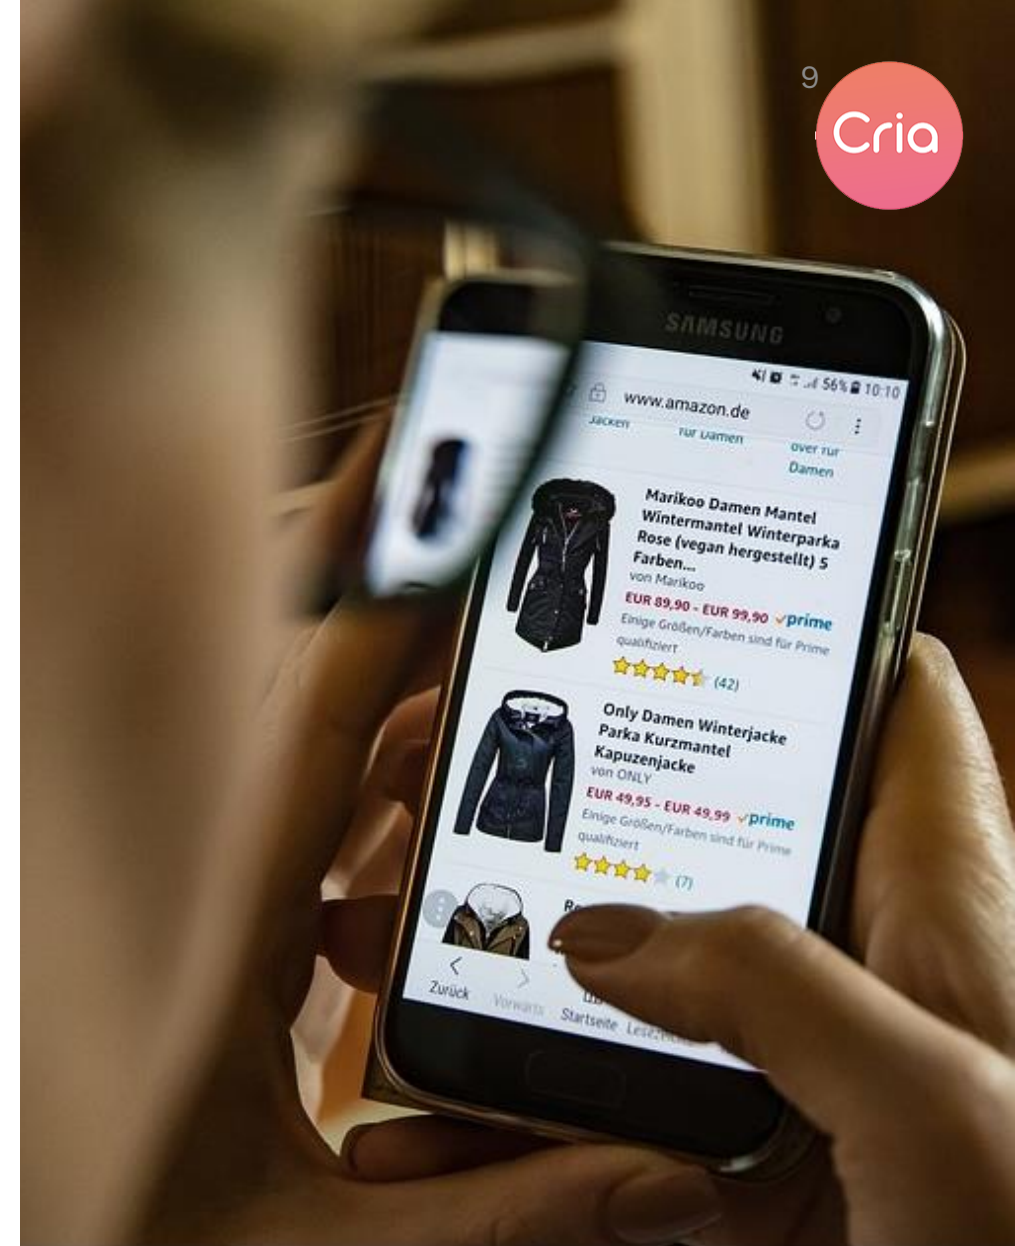 9
Cria
SAMSUNG
56% 10:10
www.amazon.de
Jacken
für Damen
over für
Damen
Marikoo Damen Mantel
Wintermantel Winterparka
Rose (vegan hergestellt) 5
Farben...
von Marikoo
EUR 89,90 - EUR 99,90 prime
Einige Größen/Farben sind für Prime
qualifiziert
(42)
Only Damen Winterjacke
Parka Kurzmantel
Kapuzenjacke
von ONLY
EUR 49,95 - EUR 49,99 prime
Einige Größen/Farben sind für Prime
qualifiziert
(7)
Zurück
Vorwärts
Startseite